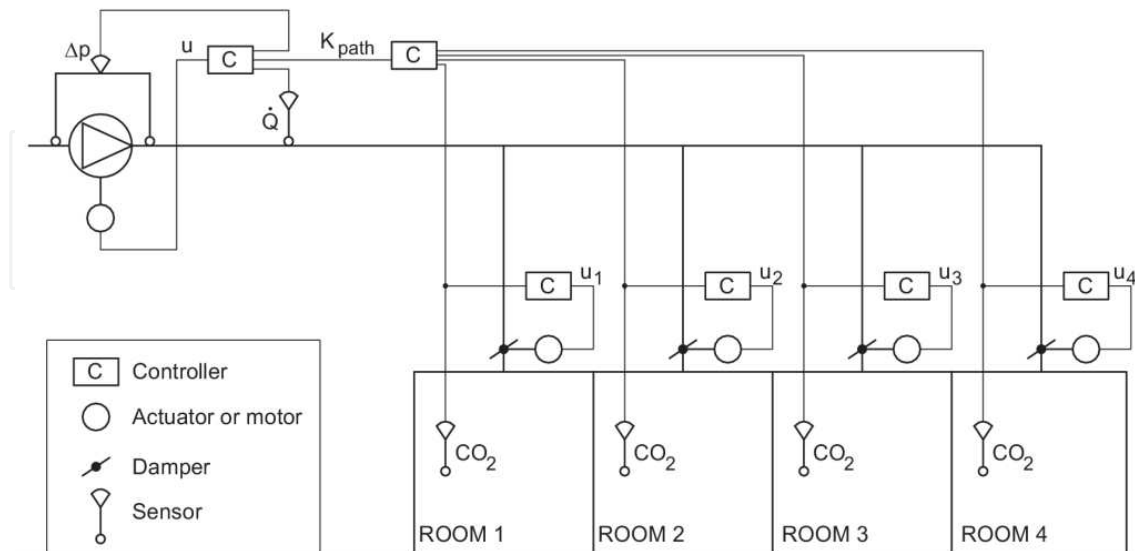 Δp
u
C
K path
C
Q̇
C
u1
C
u2
C
u3
C
u4
C Controller
Actuator or motor
Damper
Sensor
CO2
CO2
CO2
CO2
ROOM 1
ROOM 2
ROOM 3
ROOM 4